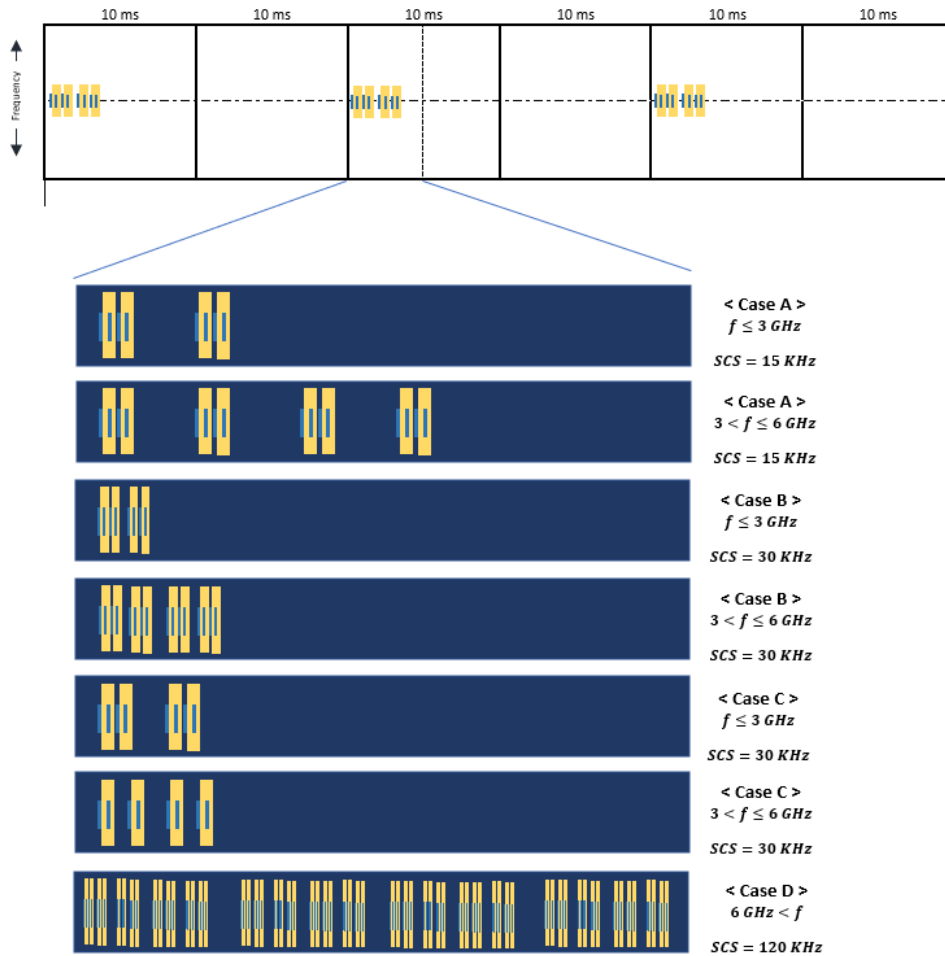 10 ms 10 ms 10 ms 10 ms 10 ms 10 ms
Frequency
< Case A >
f ≤ 3 GHz
SCS = 15 KHz
< Case A >
3 < f ≤ 6 GHz
SCS = 15 KHz
< Case B >
f ≤ 3 GHz
SCS = 30 KHz
< Case B >
3 < f ≤ 6 GHz
SCS = 30 KHz
< Case C >
f ≤ 3 GHz
SCS = 30 KHz
< Case C >
3 < f ≤ 6 GHz
SCS = 30 KHz
< Case D >
6 GHz < f
SCS = 120 KHz